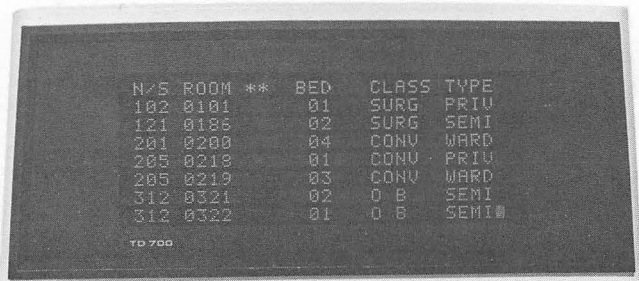 N/S ROOM ** BED CLASS TYPE
102 0101 01 SURG PRIV
121 0186 02 SURG SEMI
201 0200 04 CONV WARD
205 0218 01 CONV PRIV
205 0219 03 CONV WARD
312 0321 02 O B SEMI
312 0322 01 O B SEMI
TD 700